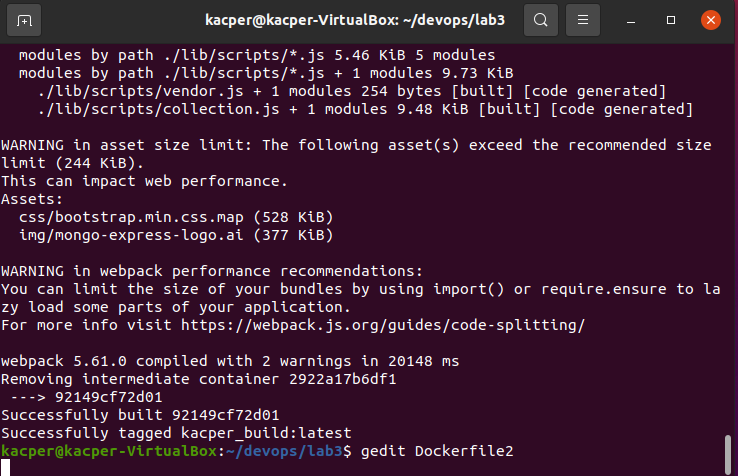 kacper@kacper-VirtualBox: ~/devops/lab3
modules by path ./lib/scripts/*.js 5.46 KiB 5 modules
modules by path ./lib/scripts/*.js + 1 modules 9.73 KiB
./lib/scripts/vendor.js + 1 modules 254 bytes [built] [code generated]
./lib/scripts/collection.js + 1 modules 9.48 KiB [built] [code generated]
WARNING in asset size limit: The following asset(s) exceed the recommended size
limit (244 KiB).
This can impact web performance.
Assets:
css/bootstrap.min.css.map (528 KiB)
img/mongo-express-logo.ai (377 KiB)
WARNING in webpack performance recommendations:
You can limit the size of your bundles by using import() or require.ensure to la
zy load some parts of your application.
For more info visit https://webpack.js.org/guides/code-splitting/
webpack 5.61.0 compiled with 2 warnings in 20148 ms
Removing intermediate container 2922a17b6df1
---> 92149cf72d01
Successfully built 92149cf72d01
Successfully tagged kacper_build:latest
kacper@kacper-VirtualBox:~/devops/lab3$ gedit Dockerfile2